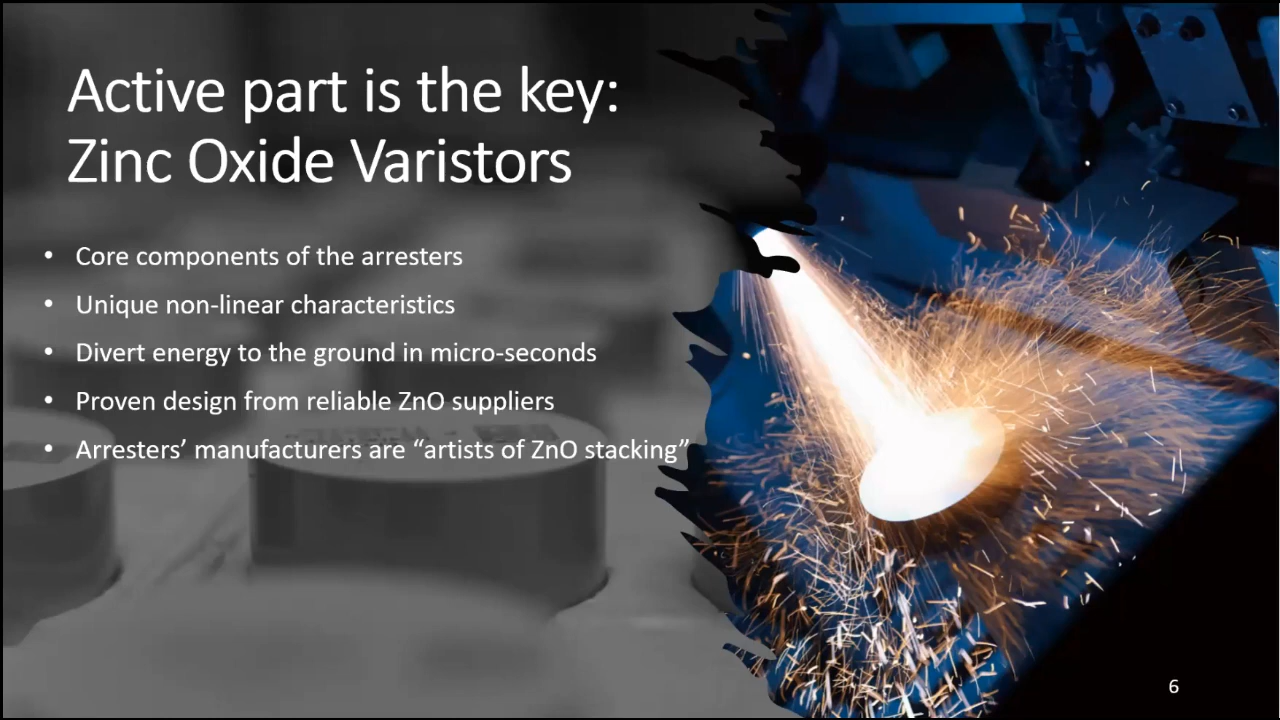 Active part is the key:
Zinc Oxide Varistors
• Core components of the arresters
• Unique non-linear characteristics
• Divert energy to the ground in micro-seconds
• Proven design from reliable ZnO suppliers
• Arresters’ manufacturers are “artists of ZnO stacking”
6